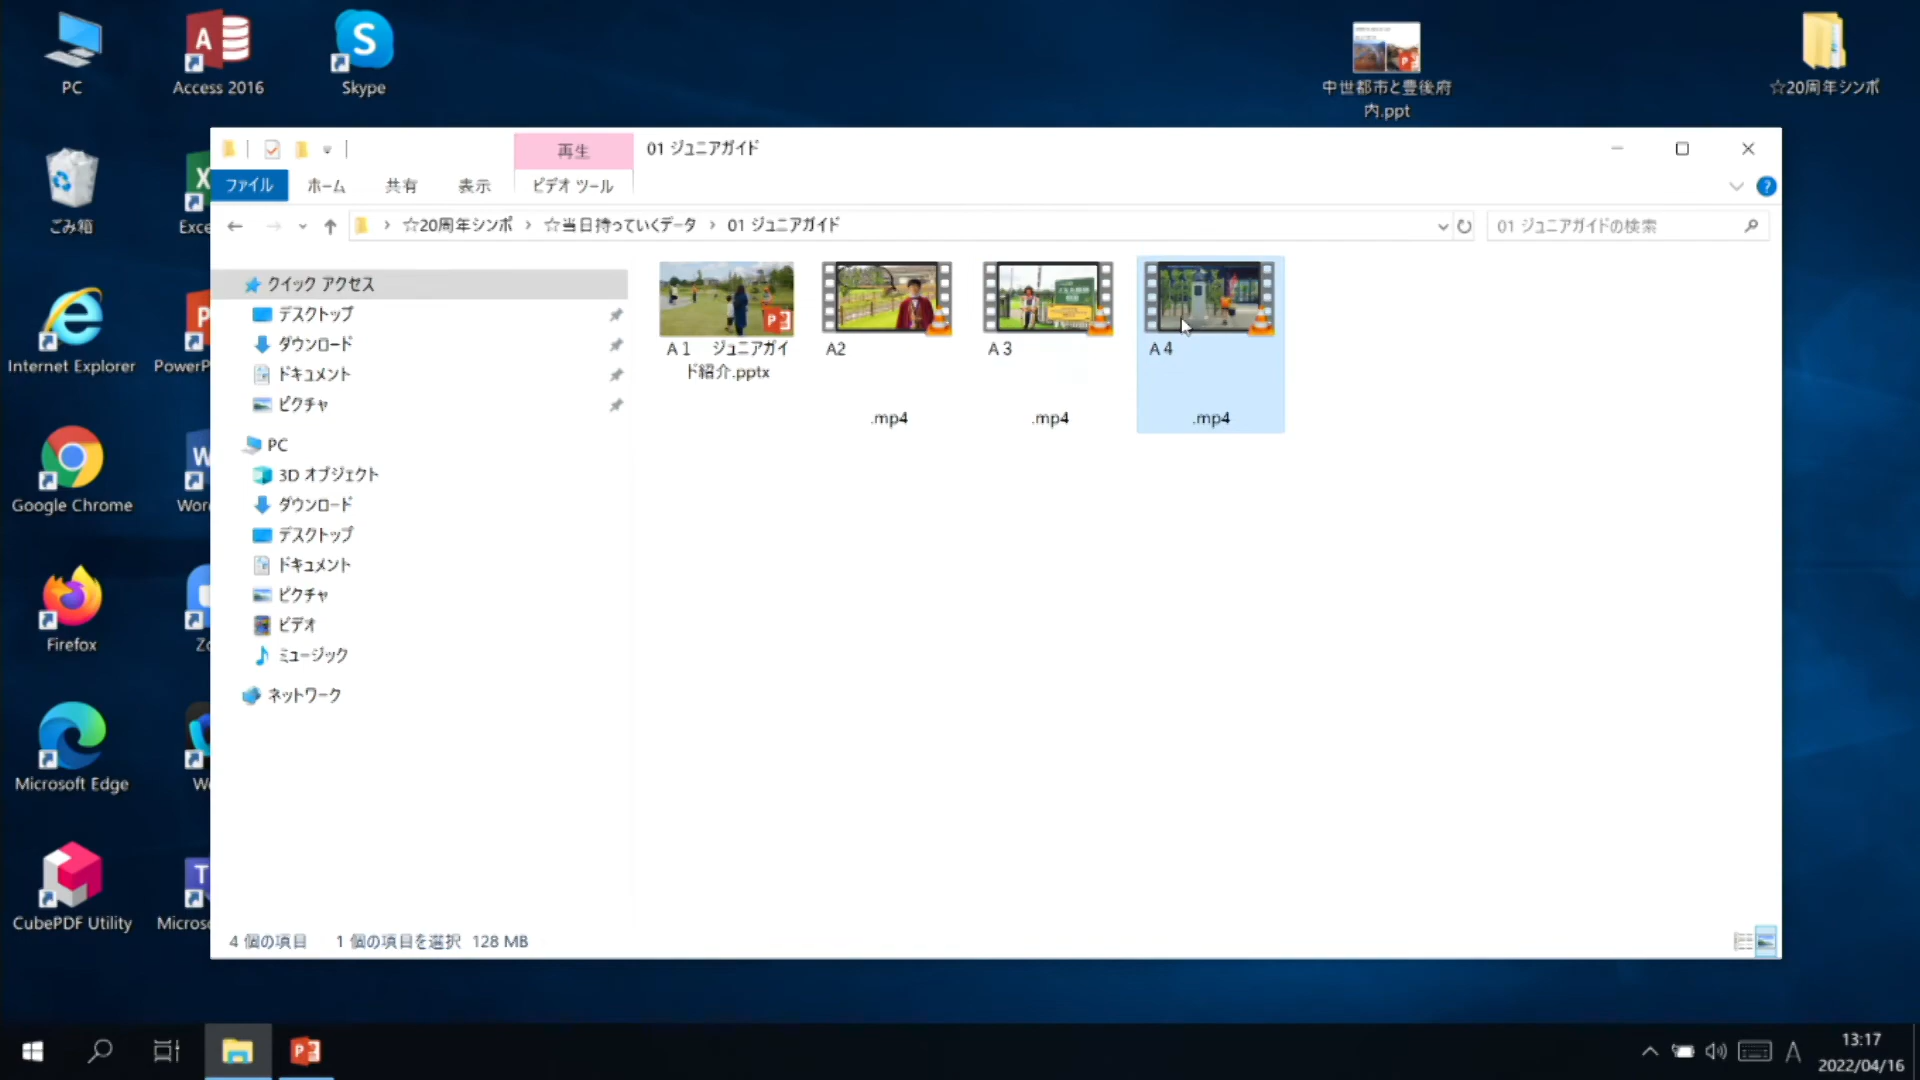 PC
Access 2016
Skype
中世都市と豊後府
内.ppt
☆20周年シンポ
再生
01 ジュニアガイド
ファイル
ホーム
共有
表示
ビデオ ツール
☆20周年シンポ
☆当日持っていくデータ
01 ジュニアガイド
01 ジュニアガイドの検索
ごみ箱
Exce
クイック アクセス
デスクトップ
ダウンロード
ドキュメント
ピクチャ
PC
3D オブジェクト
ダウンロード
デスクトップ
ドキュメント
ピクチャ
ビデオ
ミュージック
ネットワーク
A1 ジュニアガイ
ド紹介.pptx
A2
.mp4
A3
.mp4
A4
.mp4
Internet Explorer
PowerP
Google Chrome
Wor
Firefox
Zo
Microsoft Edge
We
CubePDF Utility
Microso
4 個の項目
1 個の項目を選択 128 MB
A
13:17
2022/04/16